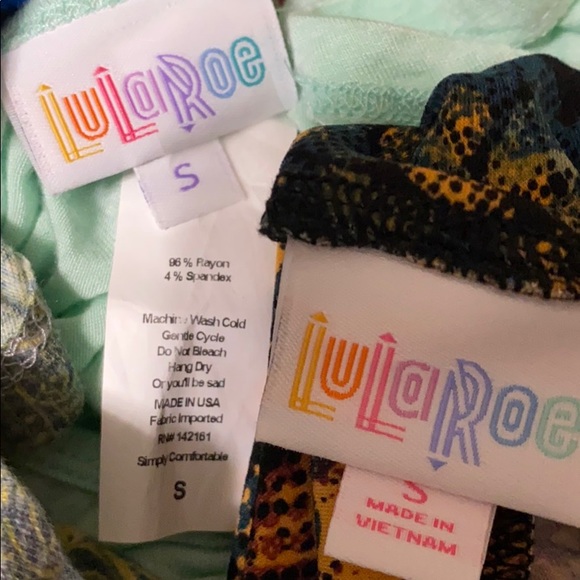 LuLaRoe
S
96% Rayon
4% Spandex
Machine Wash Cold
Gentle Cycle
Do Not Bleach
Hang Dry
Or you'll be sad
MADE IN USA
Fabric Imported
RN# 142161
Simply Comfortable
S
LuLaRoe
S
MADE IN
VIETNAM